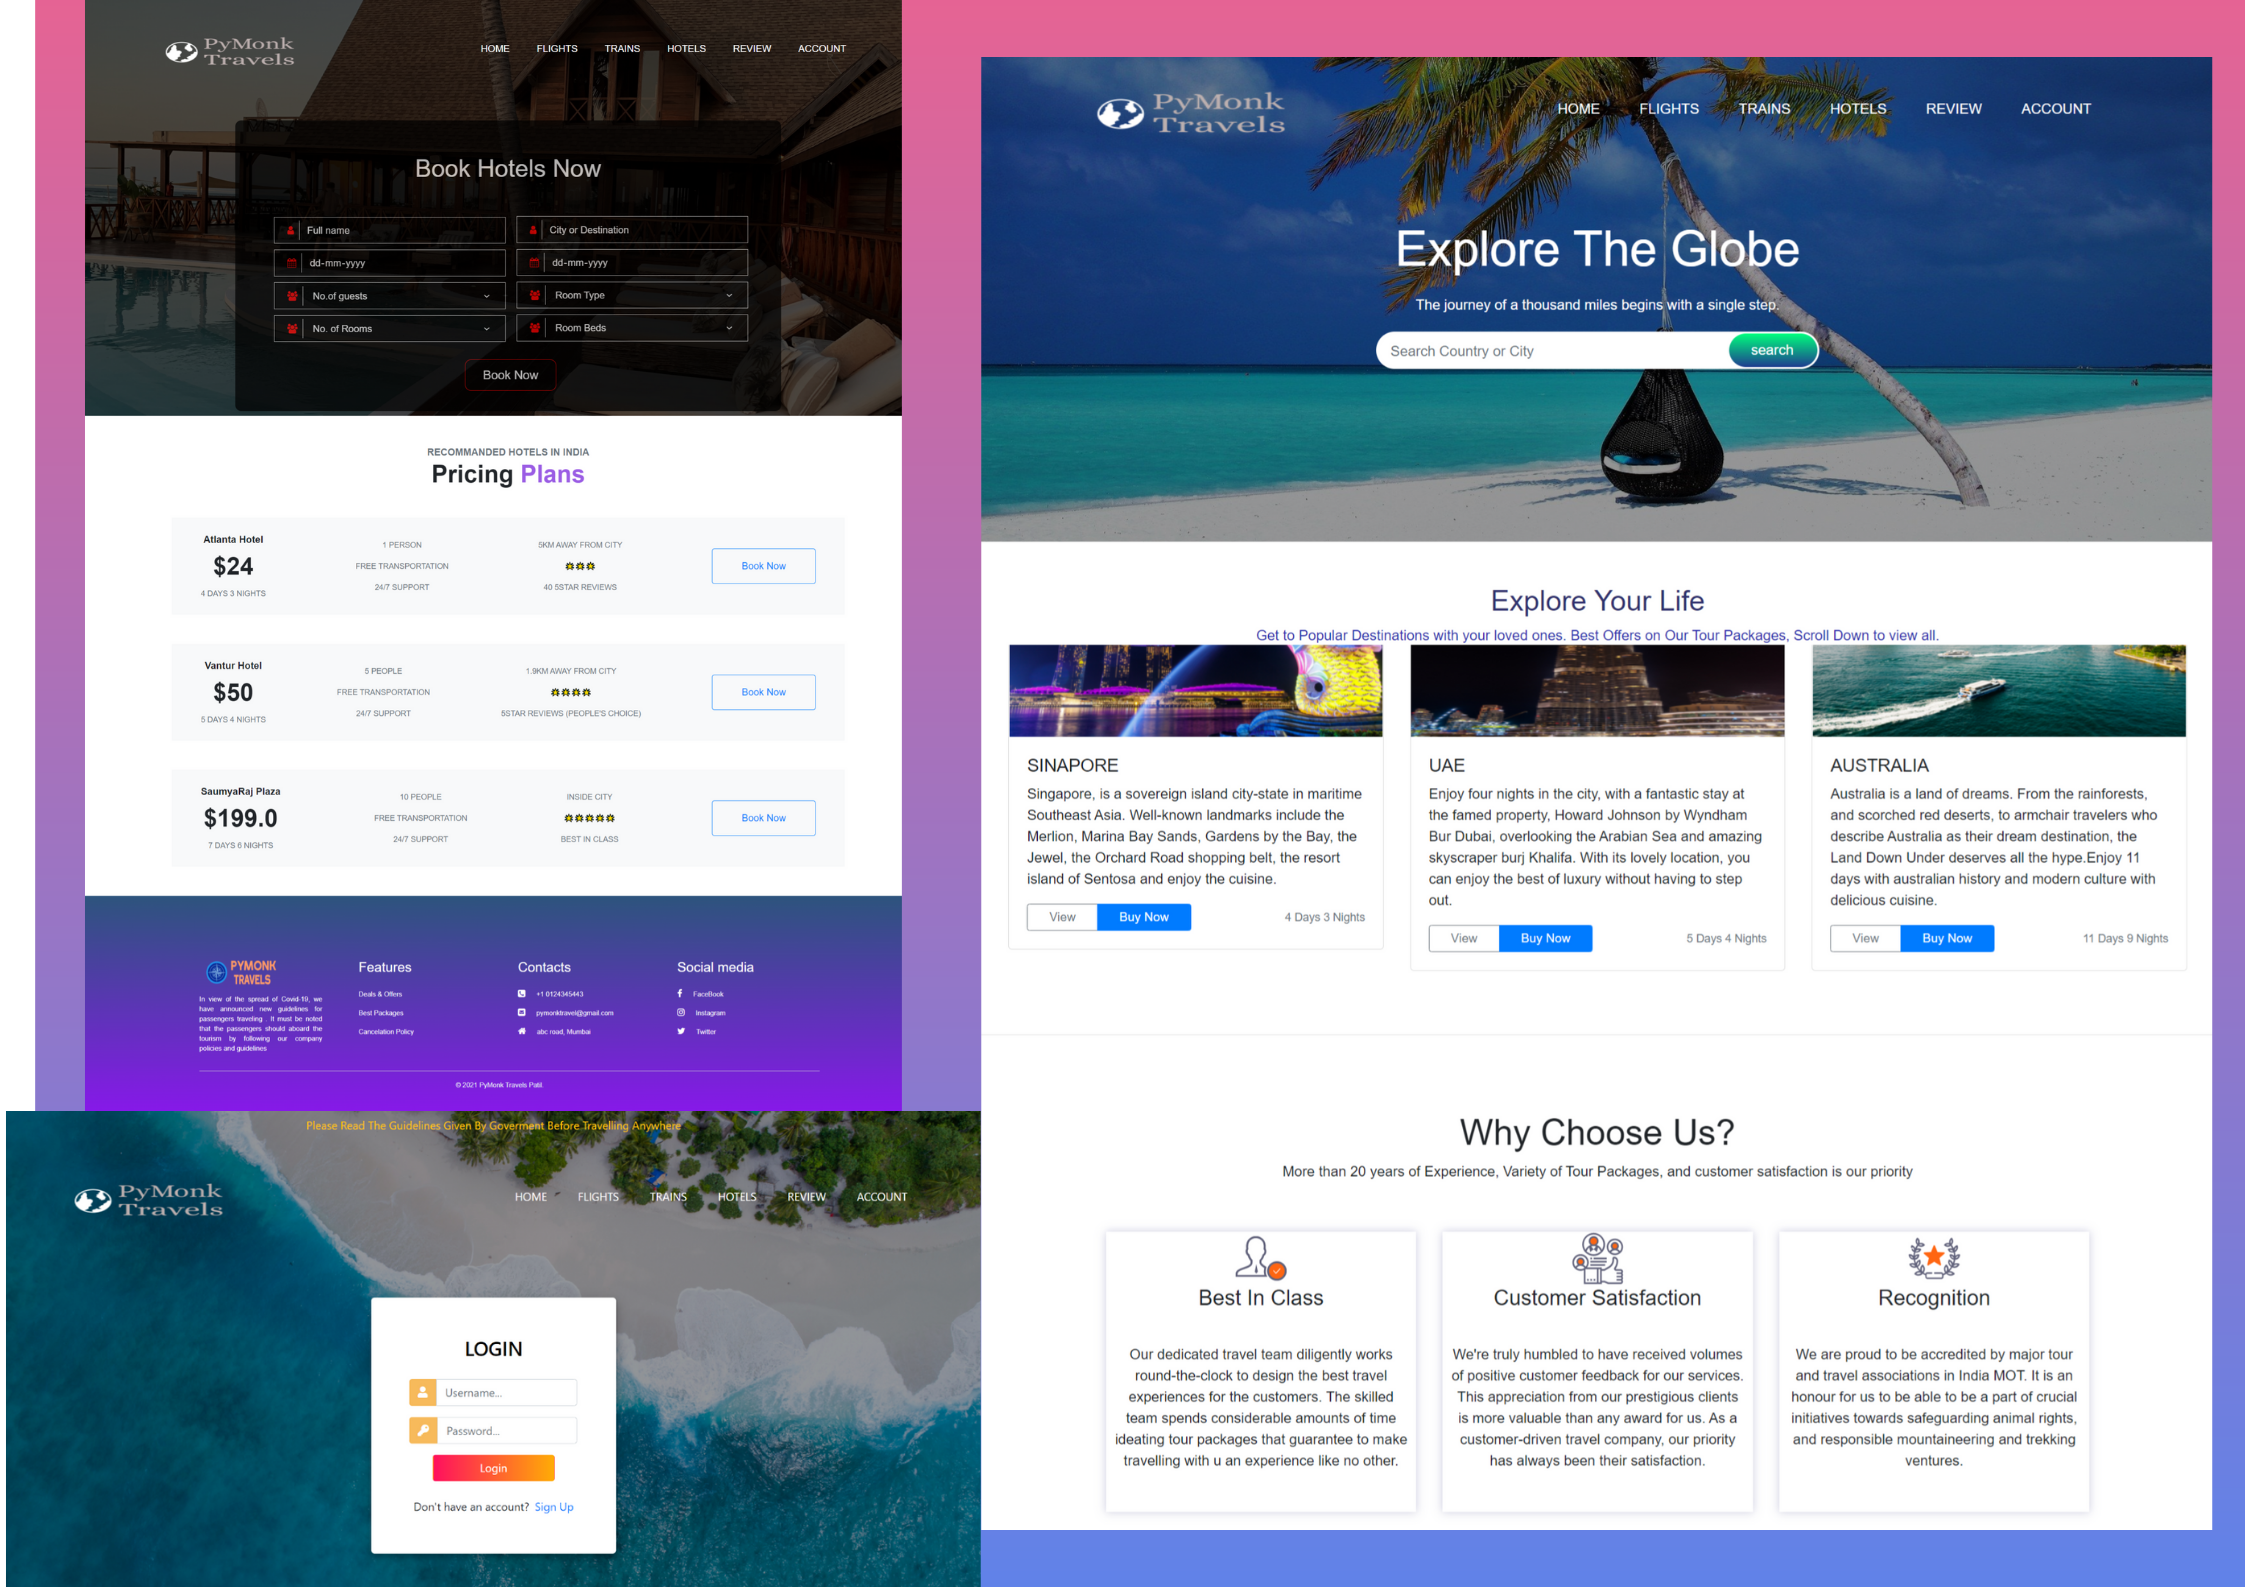 PyMonk
Travels
HOME FLIGHTS TRAINS HOTELS REVIEW ACCOUNT
Book Hotels Now
Full name
City or Destination
dd-mm-yyyy
dd-mm-yyyy
No.of guests
Room Type
No. of Rooms
Room Beds
Book Now
RECOMMANDED HOTELS IN INDIA
Pricing Plans
Atlanta Hotel
$24
4 DAYS 3 NIGHTS
1 PERSON
FREE TRANSPORTATION
24/7 SUPPORT
5KM AWAY FROM CITY
40 5STAR REVIEWS
Book Now
Vantur Hotel
$50
5 DAYS 4 NIGHTS
5 PEOPLE
FREE TRANSPORTATION
24/7 SUPPORT
1.9KM AWAY FROM CITY
5STAR REVIEWS (PEOPLE'S CHOICE)
Book Now
SaumyaRaj Plaza
$199.0
7 DAYS 6 NIGHTS
10 PEOPLE
FREE TRANSPORTATION
24/7 SUPPORT
INSIDE CITY
BEST IN CLASS
Book Now
PYMONK
TRAVELS
In view of the spread of Covid-19, we
have announced new guidelines for
passengers traveling . It must be noted
that the passengers should aboard the
tourism by following our company
policies and guidelines
Features
Deals & Offers
Best Packages
Cancelation Policy
Contacts
+1 0124345443
pymonktravel@gmail.com
abc road, Mumbai
Social media
FaceBook
Instagram
Twitter
© 2021 PyMonk Travels Patil.
Please Read The Guidelines Given By Goverment Before Travelling Anywhere
PyMonk
Travels
HOME FLIGHTS TRAINS HOTELS REVIEW ACCOUNT
LOGIN
Username...
Password...
Login
Don't have an account? Sign Up
PyMonk
Travels
HOME FLIGHTS TRAINS HOTELS REVIEW ACCOUNT
Explore The Globe
The journey of a thousand miles begins with a single step.
Search Country or City
search
Explore Your Life
Get to Popular Destinations with your loved ones. Best Offers on Our Tour Packages, Scroll Down to view all.
SINAPORE
Singapore, is a sovereign island city-state in maritime
Southeast Asia. Well-known landmarks include the
Merlion, Marina Bay Sands, Gardens by the Bay, the
Jewel, the Orchard Road shopping belt, the resort
island of Sentosa and enjoy the cuisine.
View Buy Now 4 Days 3 Nights
UAE
Enjoy four nights in the city, with a fantastic stay at
the famed property, Howard Johnson by Wyndham
Bur Dubai, overlooking the Arabian Sea and amazing
skyscraper burj Khalifa. With its lovely location, you
can enjoy the best of luxury without having to step
out.
View Buy Now 5 Days 4 Nights
AUSTRALIA
Australia is a land of dreams. From the rainforests,
and scorched red deserts, to armchair travelers who
describe Australia as their dream destination, the
Land Down Under deserves all the hype.Enjoy 11
days with australian history and modern culture with
delicious cuisine.
View Buy Now 11 Days 9 Nights
Why Choose Us?
More than 20 years of Experience, Variety of Tour Packages, and customer satisfaction is our priority
Best In Class
Our dedicated travel team diligently works
round-the-clock to design the best travel
experiences for the customers. The skilled
team spends considerable amounts of time
ideating tour packages that guarantee to make
travelling with u an experience like no other.
Customer Satisfaction
We're truly humbled to have received volumes
of positive customer feedback for our services.
This appreciation from our prestigious clients
is more valuable than any award for us. As a
customer-driven travel company, our priority
has always been their satisfaction.
Recognition
We are proud to be accredited by major tour
and travel associations in India MOT. It is an
honour for us to be able to be a part of crucial
initiatives towards safeguarding animal rights,
and responsible mountaineering and trekking
ventures.